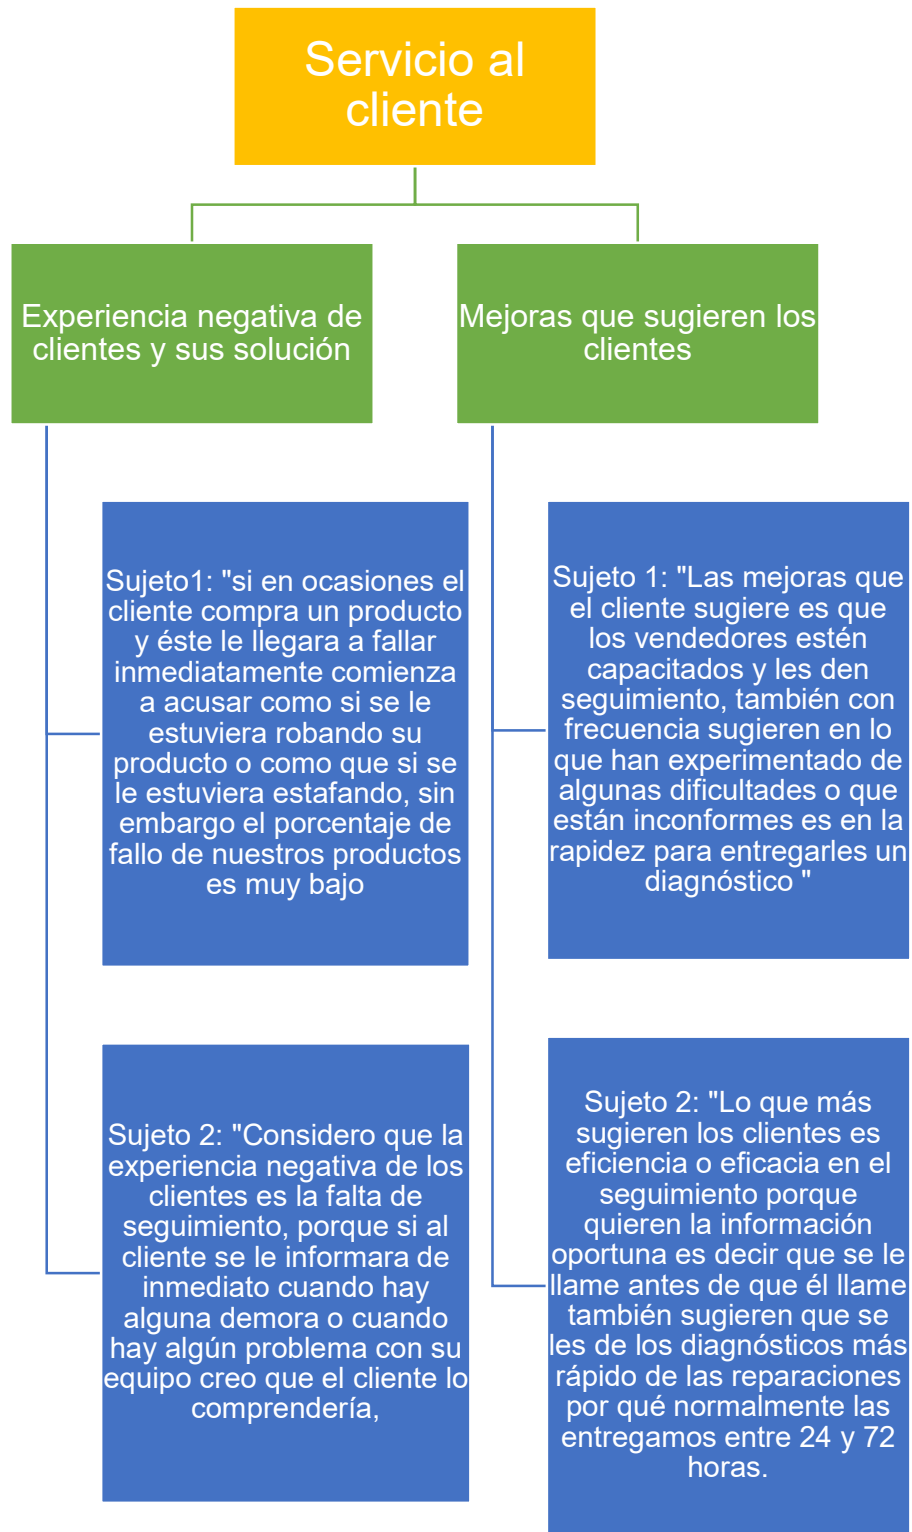 Servicio al
cliente
Experiencia negativa de
clientes y sus solución
Mejoras que sugieren los
clientes
Sujeto1: "si en ocasiones el
cliente compra un producto
y éste le llegara a fallar
inmediatamente comienza
a acusar como si se le
estuviera robando su
producto o como que si se
le estuviera estafando, sin
embargo el porcentaje de
fallo de nuestros productos
es muy bajo
Sujeto 2: "Considero que la
experiencia negativa de los
clientes es la falta de
seguimiento, porque si al
cliente se le informara de
inmediato cuando hay
alguna demora o cuando
hay algún problema con su
equipo creo que el cliente lo
comprendería,
Sujeto 1: "Las mejoras que
el cliente sugiere es que
los vendedores estén
capacitados y les den
seguimiento, también con
frecuencia sugieren en lo
que han experimentado de
algunas dificultades o que
están inconformes es en la
rapidez para entregarles un
diagnóstico "
Sujeto 2: "Lo que más
sugieren los clientes es
eficiencia o eficacia en el
seguimiento porque
quieren la información
oportuna es decir que se le
llame antes de que él llame
también sugieren que se
les de los diagnósticos más
rápido de las reparaciones
por qué normalmente las
entregamos entre 24 y 72
horas.